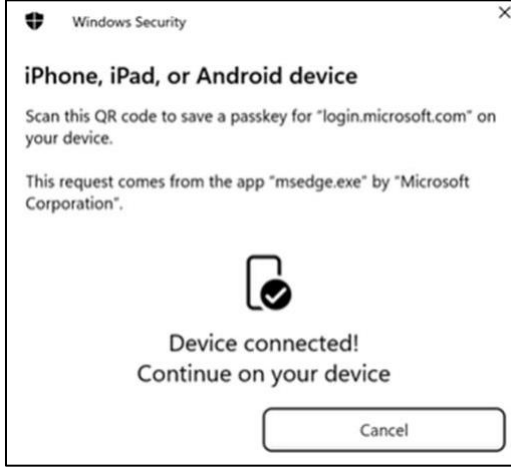 Windows Security
iPhone, iPad, or Android device
Scan this QR code to save a passkey for "login.microsoft.com" on
your device.
This request comes from the app "msedge.exe" by "Microsoft
Corporation".
Device connected!
Continue on your device
Cancel